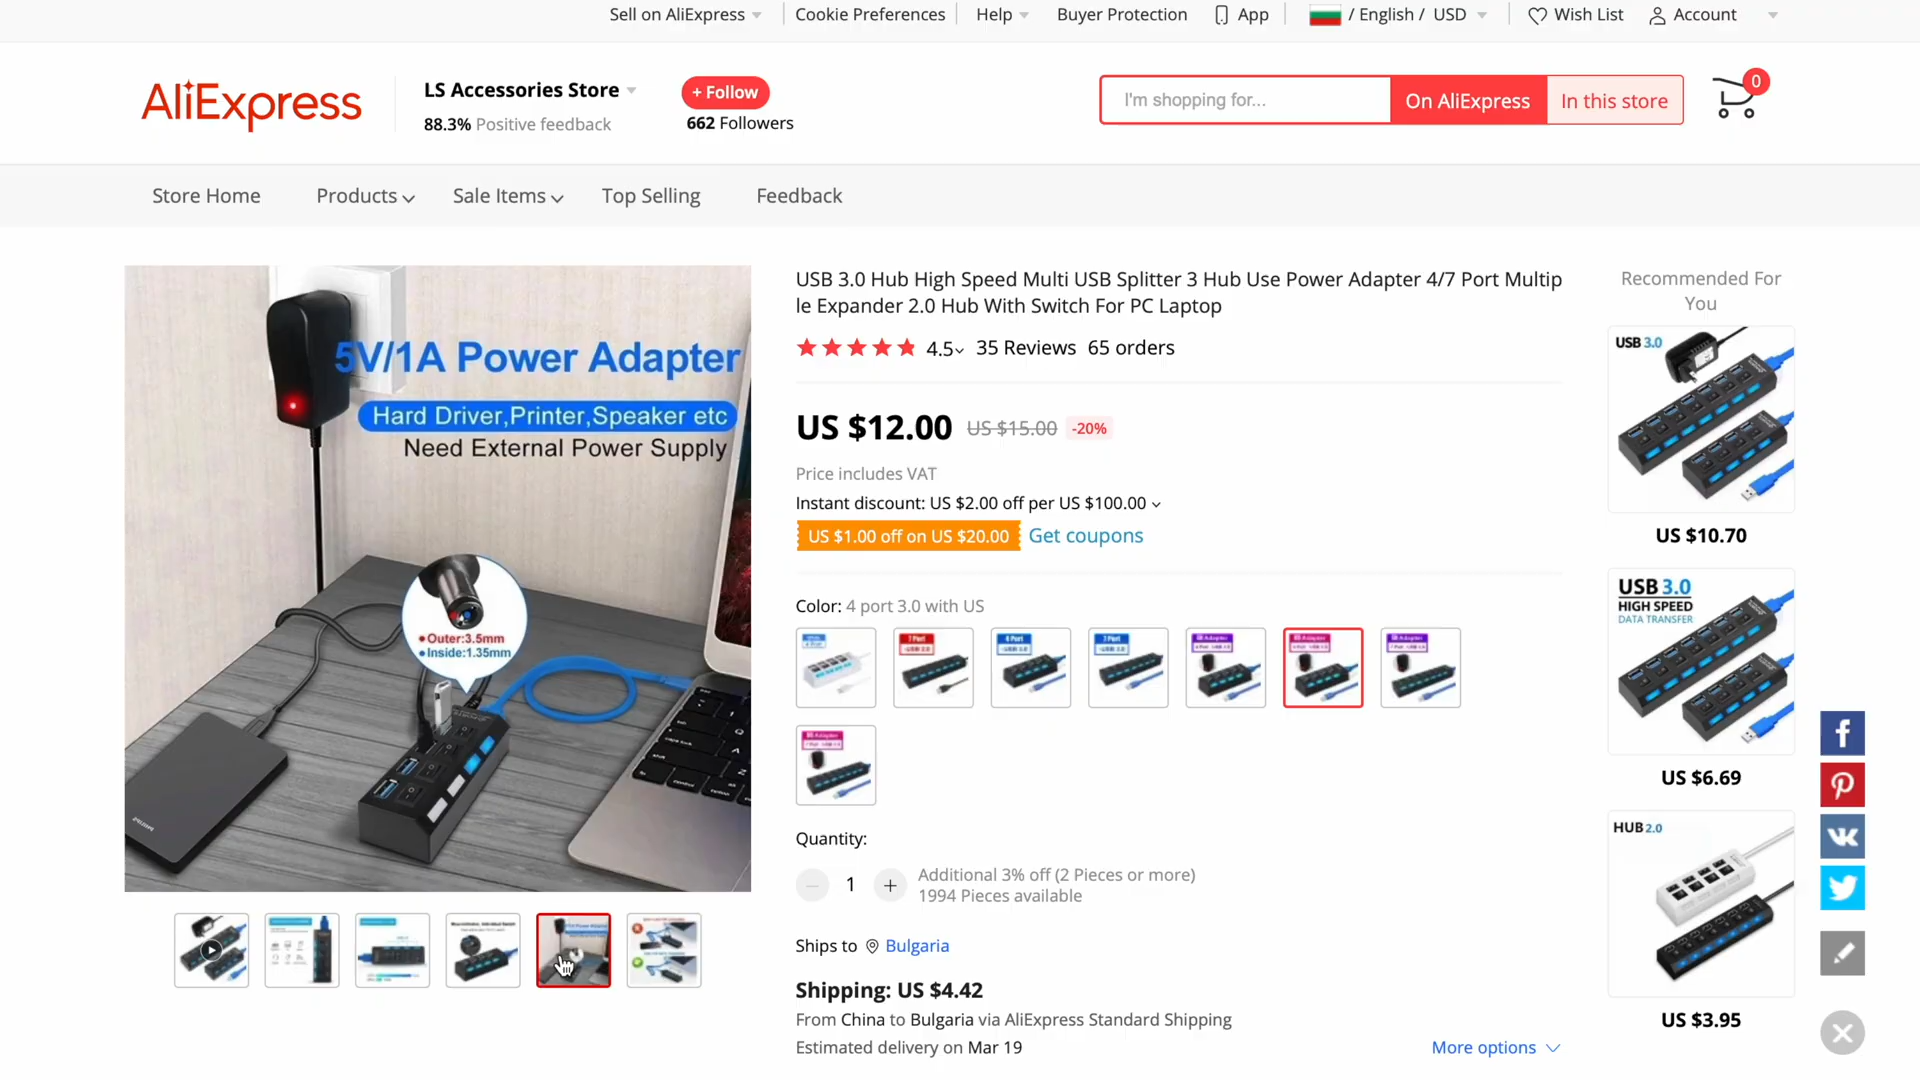 Sell on AliExpress
Cookie Preferences
Help
Buyer Protection
App
/ English / USD
Wish List
Account
AliExpress
LS Accessories Store
88.3% Positive feedback
+ Follow
662 Followers
I'm shopping for...
On AliExpress
In this store
0
Store Home
Products
Sale Items
Top Selling
Feedback
5V/1A Power Adapter
Hard Driver,Printer,Speaker etc
Need External Power Supply
•Outer:3.5mm
•Inside:1.35mm
USB 3.0 Hub High Speed Multi USB Splitter 3 Hub Use Power Adapter 4/7 Port Multip
le Expander 2.0 Hub With Switch For PC Laptop
4.5 35 Reviews 65 orders
US $12.00 US $15.00 -20%
Price includes VAT
Instant discount: US $2.00 off per US $100.00
US $1.00 off on US $20.00 Get coupons
Color: 4 port 3.0 with US
Quantity:
1
Additional 3% off (2 Pieces or more)
1994 Pieces available
Ships to Bulgaria
Shipping: US $4.42
From China to Bulgaria via AliExpress Standard Shipping
Estimated delivery on Mar 19
More options
Recommended For
You
USB 3.0
US $10.70
USB 3.0
HIGH SPEED
DATA TRANSFER
US $6.69
HUB 2.0
US $3.95